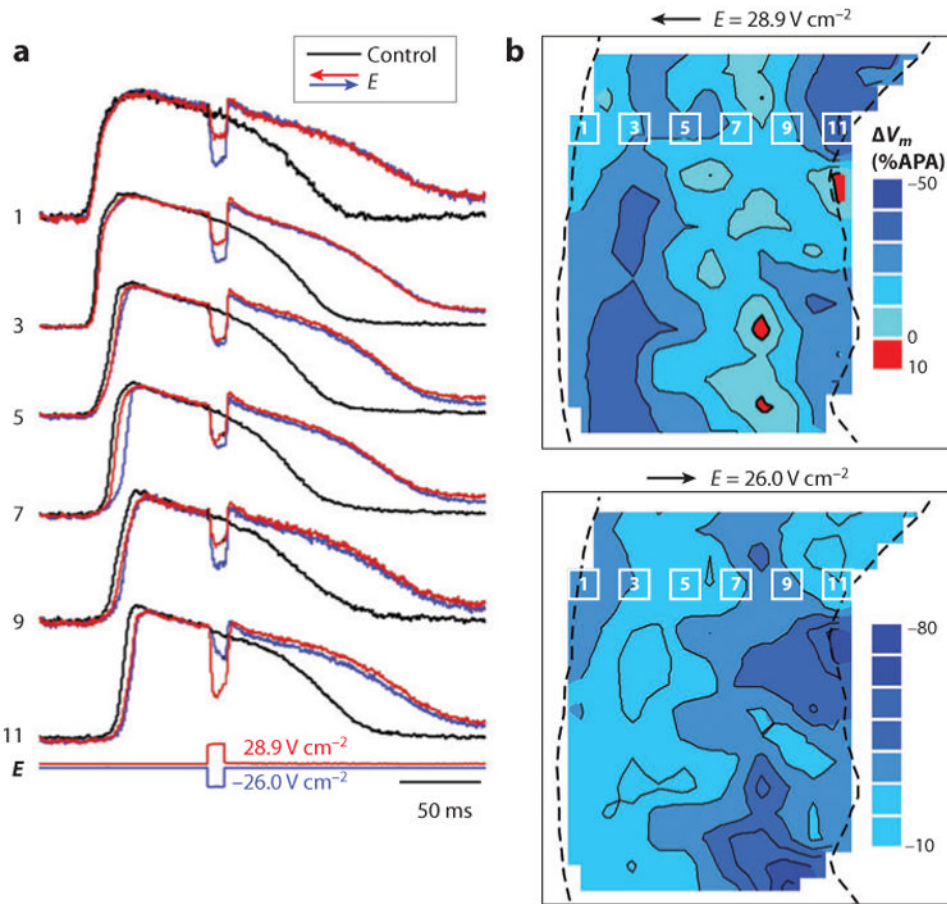 a
Control
E
1
3
5
7
9
11
E
28.9 V cm⁻²
–26.0 V cm⁻²
50 ms
b
E = 28.9 V cm⁻²
1 3 5 7 9 11
ΔVm
(%APA)
–50
0
10
7
E = 26.0 V cm⁻²
1 3 5 7 9 11
–80
–10